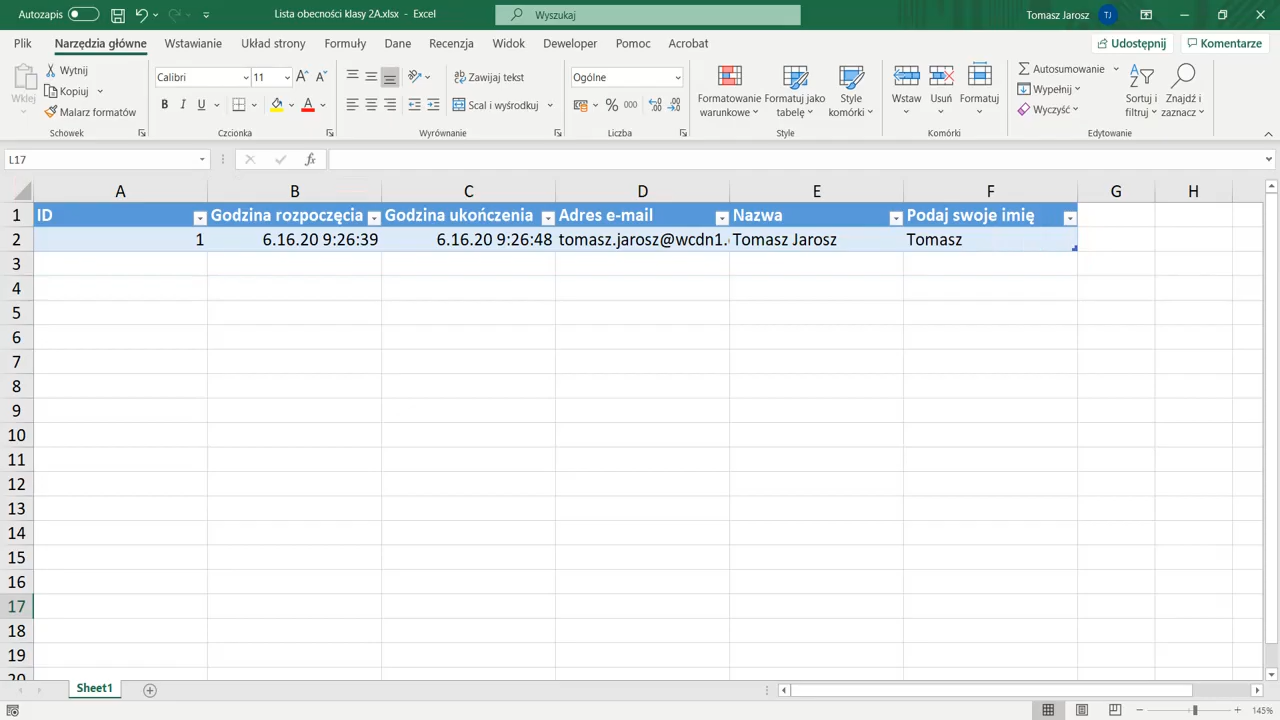 Autozapis Lista obecności klasy 2A.xlsx - Excel Wyszukaj Tomasz Jarosz TJ
Plik Narzędzia główne Wstawianie Układ strony Formuły Dane Recenzja Widok Deweloper Pomoc Acrobat Udostępnij Komentarze
Wklej
Wytnij
Kopiuj
Malarz formatów
Schowek
Calibri 11
B I U
Czcionka
Zawijaj tekst
Scal i wyśrodkuj
Wyrównanie
Ogólne
% 000
Liczba
Formatowanie warunkowe
Formatuj jako tabelę
Style komórki
Style
Wstaw
Usuń
Formatuj
Komórki
Autosumowanie
Wypełnij
Wyczyść
Sortuj i filtruj
Znajdź i zaznacz
Edytowanie
L17 fx
A B C D E F G H
1 ID Godzina rozpoczęcia Godzina ukończenia Adres e-mail Nazwa Podaj swoje imię
2 1 6.16.20 9:26:39 6.16.20 9:26:48 tomasz.jarosz@wcdn1. Tomasz Jarosz Tomasz
3
4
5
6
7
8
9
10
11
12
13
14
15
16
17
18
19
20
Sheet1
145%